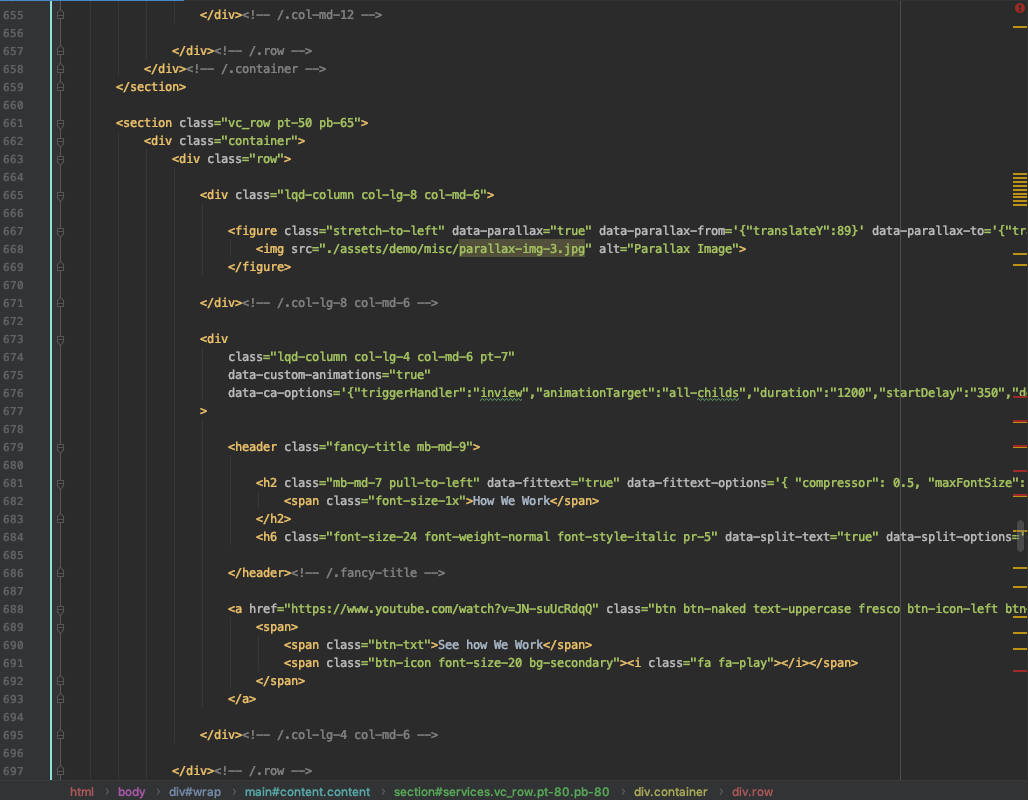 655 </div><!-- /.col-md-12 -->
656
657 </div><!-- /.row -->
658 </div><!-- /.container -->
659 </section>
660
661 <section class="vc_row pt-50 pb-65">
662 <div class="container">
663 <div class="row">
664
665 <div class="lqd-column col-lg-8 col-md-6">
666
667 <figure class="stretch-to-left" data-parallax="true" data-parallax-from='{"translateY":89}' data-parallax-to='{"tr
668 <img src="./assets/demo/misc/parallax-img-3.jpg" alt="Parallax Image">
669 </figure>
670
671 </div><!-- /.col-lg-8 col-md-6 -->
672
673 <div
674 class="lqd-column col-lg-4 col-md-6 pt-7"
675 data-custom-animations="true"
676 data-ca-options='{"triggerHandler":"inview","animationTarget":"all-childs","duration":"1200","startDelay":"350","d
677 >
678
679 <header class="fancy-title mb-md-9">
680
681 <h2 class="mb-md-7 pull-to-left" data-fittext="true" data-fittext-options='{ "compressor": 0.5, "maxFontSize":
682 <span class="font-size-1x">How We Work</span>
683 </h2>
684 <h6 class="font-size-24 font-weight-normal font-style-italic pr-5" data-split-text="true" data-split-options='
685
686 </header><!-- /.fancy-title -->
687
688 <a href="https://www.youtube.com/watch?v=JN-suUcRdqQ" class="btn btn-naked text-uppercase fresco btn-icon-left btn-
689 <span>
690 <span class="btn-txt">See how We Work</span>
691 <span class="btn-icon font-size-20 bg-secondary"><i class="fa fa-play"></i></span>
692 </span>
693 </a>
694
695 </div><!-- /.col-lg-4 col-md-6 -->
696
697 </div><!-- /.row -->
html › body › div#wrap › main#content.content › section#services.vc_row.pt-80.pb-80 › div.container › div.row